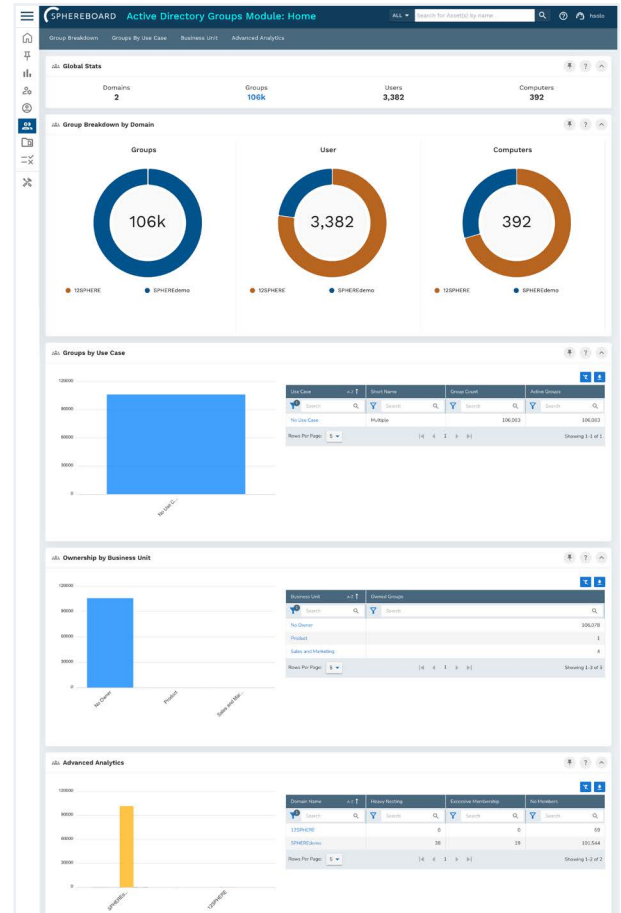 SPHEREBOARD Active Directory Groups Module: Home
ALL Search for Asset(s) by name hsolo
Group Breakdown Groups By Use Case Business Unit Advanced Analytics
Global Stats
Domains Groups Users Computers
2 106k 3,382 392
Group Breakdown by Domain
Groups User Computers
106k 3,382 392
12SPHERE SPHEREdemo 12SPHERE SPHEREdemo 12SPHERE SPHEREdemo
Groups by Use Case
120000
90000
60000
30000
0
No Use C...
Use Case Short Name Group Count Active Groups
Search Search Search Search
No Use Case Multiple 106,083 106,083
Rows Per Page: 5 1 Showing 1-1 of 1
Ownership by Business Unit
120000
90000
60000
30000
0
No Owner Product Sales and Mar...
Business Unit Owned Groups
Search Search
No Owner 106,078
Product 1
Sales and Marketing 4
Rows Per Page: 5 1 Showing 1-3 of 3
Advanced Analytics
120000
90000
60000
30000
0
SPHEREd... 12SPHERE
Domain Name Heavy Nesting Excessive Membership No Members
Search Search Search Search
12SPHERE 0 0 69
SPHEREdemo 101,544
Rows Per Page: 5 1 Showing 1-2 of 2